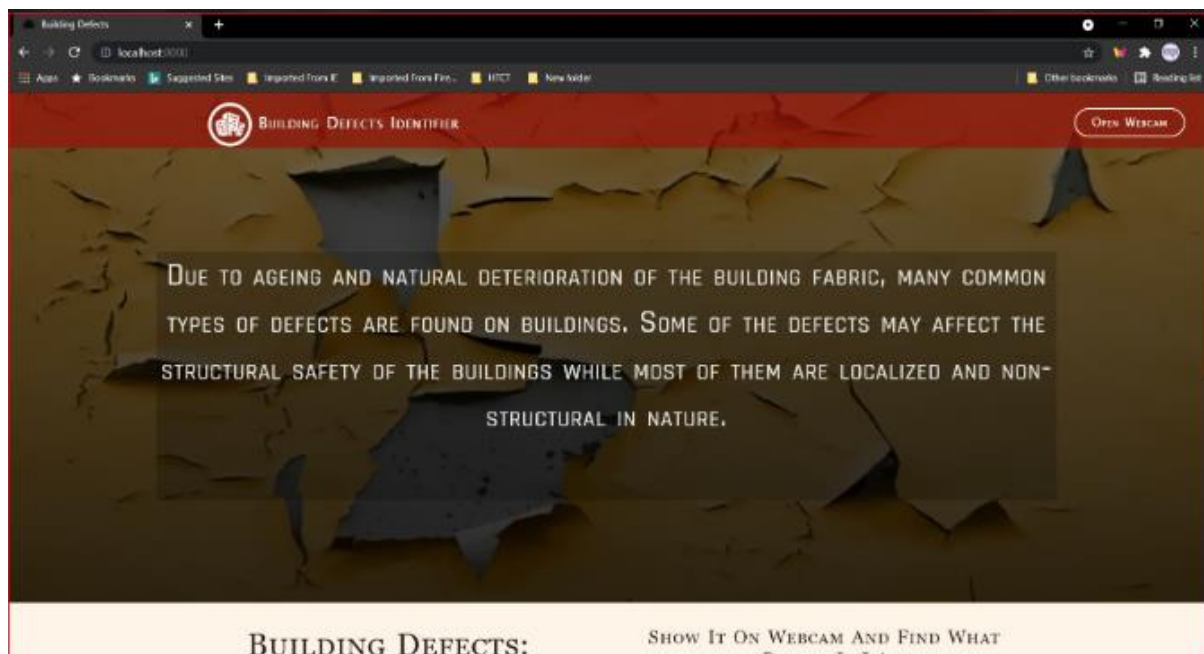 Building Defects
localhost:
Apps Bookmarks Suggested Sites Imported From IE Imported From Fire... HTCT New folder Other bookmarks Reading list
BUILDING DEFECTS IDENTIFIER OPEN WEBCAM
DUE TO AGEING AND NATURAL DETERIORATION OF THE BUILDING FABRIC, MANY COMMON
TYPES OF DEFECTS ARE FOUND ON BUILDINGS. SOME OF THE DEFECTS MAY AFFECT THE
STRUCTURAL SAFETY OF THE BUILDINGS WHILE MOST OF THEM ARE LOCALIZED AND NON-
STRUCTURAL IN NATURE.
BUILDING DEFECTS:
SHOW IT ON WEBCAM AND FIND WHAT